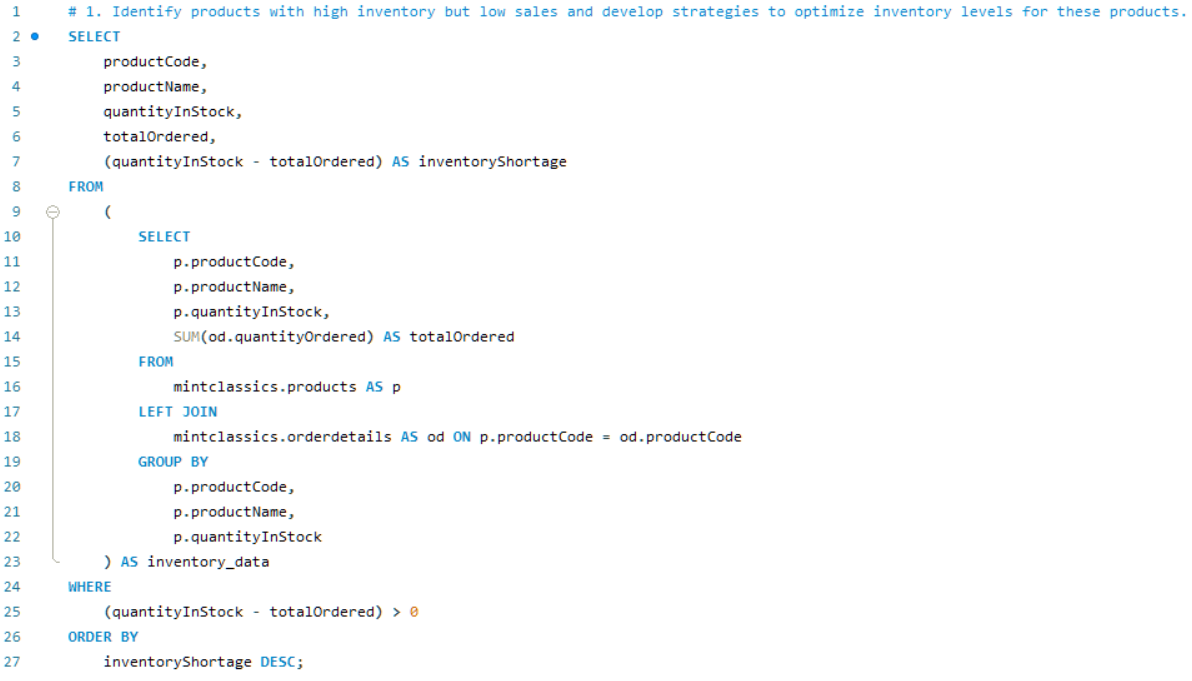 1 # 1. Identify products with high inventory but low sales and develop strategies to optimize inventory levels for these products.
2 SELECT
3 productCode,
4 productName,
5 quantityInStock,
6 totalOrdered,
7 (quantityInStock - totalOrdered) AS inventoryShortage
8 FROM
9 (
10 SELECT
11 p.productCode,
12 p.productName,
13 p.quantityInStock,
14 SUM(od.quantityOrdered) AS totalOrdered
15 FROM
16 mintclassics.products AS p
17 LEFT JOIN
18 mintclassics.orderdetails AS od ON p.productCode = od.productCode
19 GROUP BY
20 p.productCode,
21 p.productName,
22 p.quantityInStock
23 ) AS inventory_data
24 WHERE
25 (quantityInStock - totalOrdered) > 0
26 ORDER BY
27 inventoryShortage DESC;